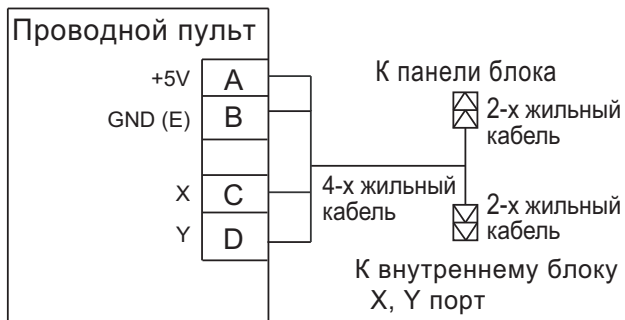 Проводной пульт
+5V A
GND (E) B
X C
Y D
4-х жильный
кабель
К панели блока
2-х жильный
кабель
2-х жильный
кабель
К внутреннему блоку
X, Y порт